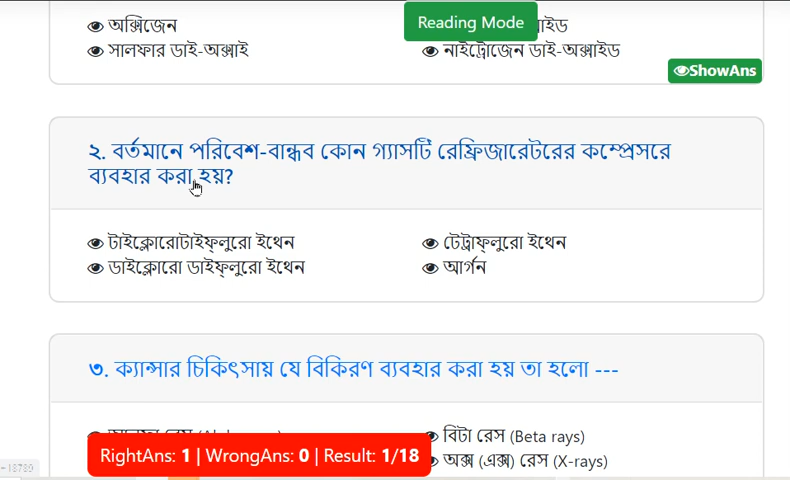 অক্সিজেন
Reading Mode
সালফার ডাই-অক্সাই
নাইট্রোজেন ডাই-অক্সাইড
ShowAns
২. বর্তমানে পরিবেশ-বান্ধব কোন গ্যাসটি রেফ্রিজারেটরের কম্প্রেসরে
ব্যবহার করা হয়?
টাইক্লোরোটাইফ্লুরো ইথেন
টেট্রাফ্লুরো ইথেন
ডাইক্লোরো ডাইফ্লুরো ইথেন
আর্গন
৩. ক্যান্সার চিকিৎসায় যে বিকিরণ ব্যবহার করা হয় তা হলো ---
বিটা রেস (Beta rays)
RightAns: 1 | WrongAns: 0 | Result: 1/18
অক্স (এক্স) রেস (X-rays)